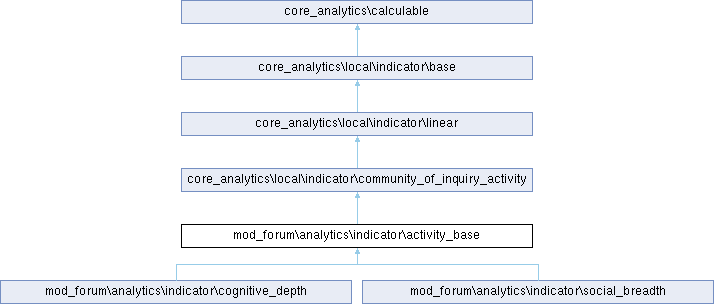 core_analytics\calculable
core_analytics\local\indicator\base
core_analytics\local\indicator\linear
core_analytics\local\indicator\community_of_inquiry_activity
mod_forum\analytics\indicator\activity_base
mod_forum\analytics\indicator\cognitive_depth
mod_forum\analytics\indicator\social_breadth